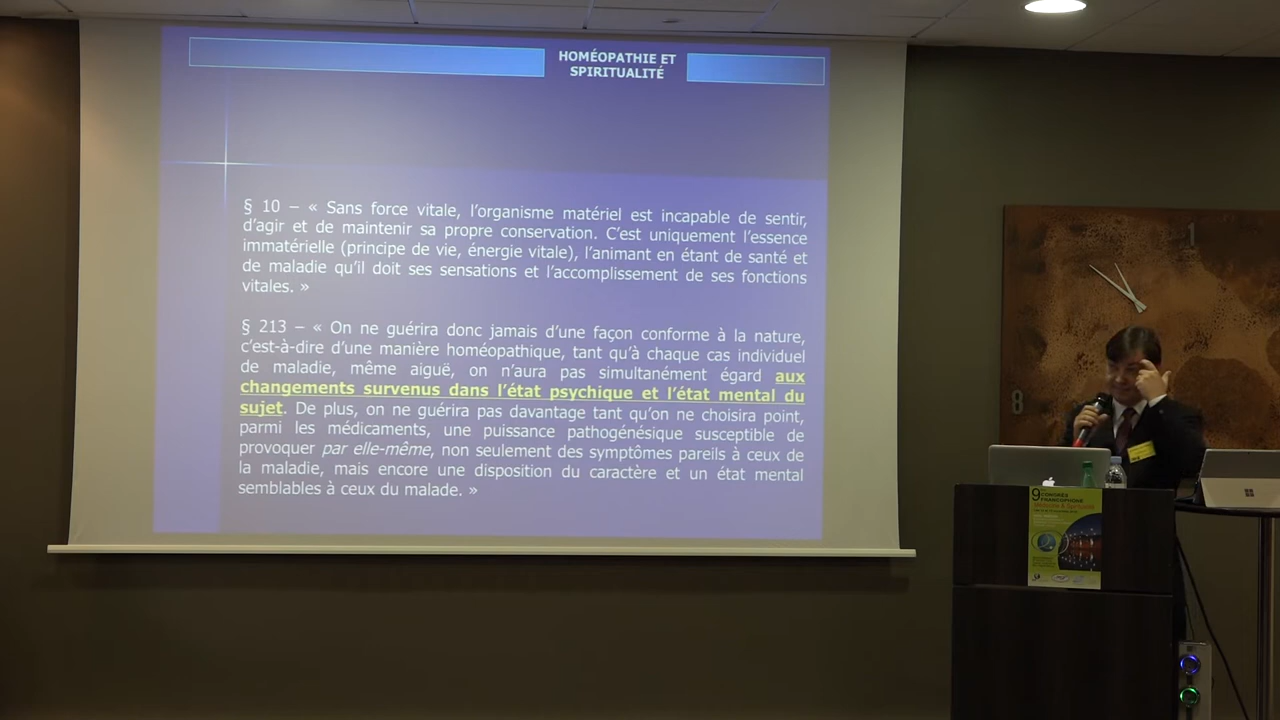 HOMÉOPATHIE ET
SPIRITUALITÉ
§ 10 – « Sans force vitale, l'organisme matériel est incapable de sentir,
d'agir et de maintenir sa propre conservation. C'est uniquement l'essence
immatérielle (principe de vie, énergie vitale), l'animant en étant de santé et
de maladie qu'il doit ses sensations et l'accomplissement de ses fonctions
vitales. »
§ 213 – « On ne guérira donc jamais d'une façon conforme à la nature,
c'est-à-dire d'une manière homéopathique, tant qu'à chaque cas individuel
de maladie, même aiguë, on n'aura pas simultanément égard aux
changements survenus dans l'état psychique et l'état mental du
sujet. De plus, on ne guérira pas davantage tant qu'on ne choisira point,
parmi les médicaments, une puissance pathogénésique susceptible de
provoquer par elle-même, non seulement des symptômes pareils à ceux de
la maladie, mais encore une disposition du caractère et un état mental
semblables à ceux du malade. »
1
8
9
CONGRÈS
FRANCOPHONE